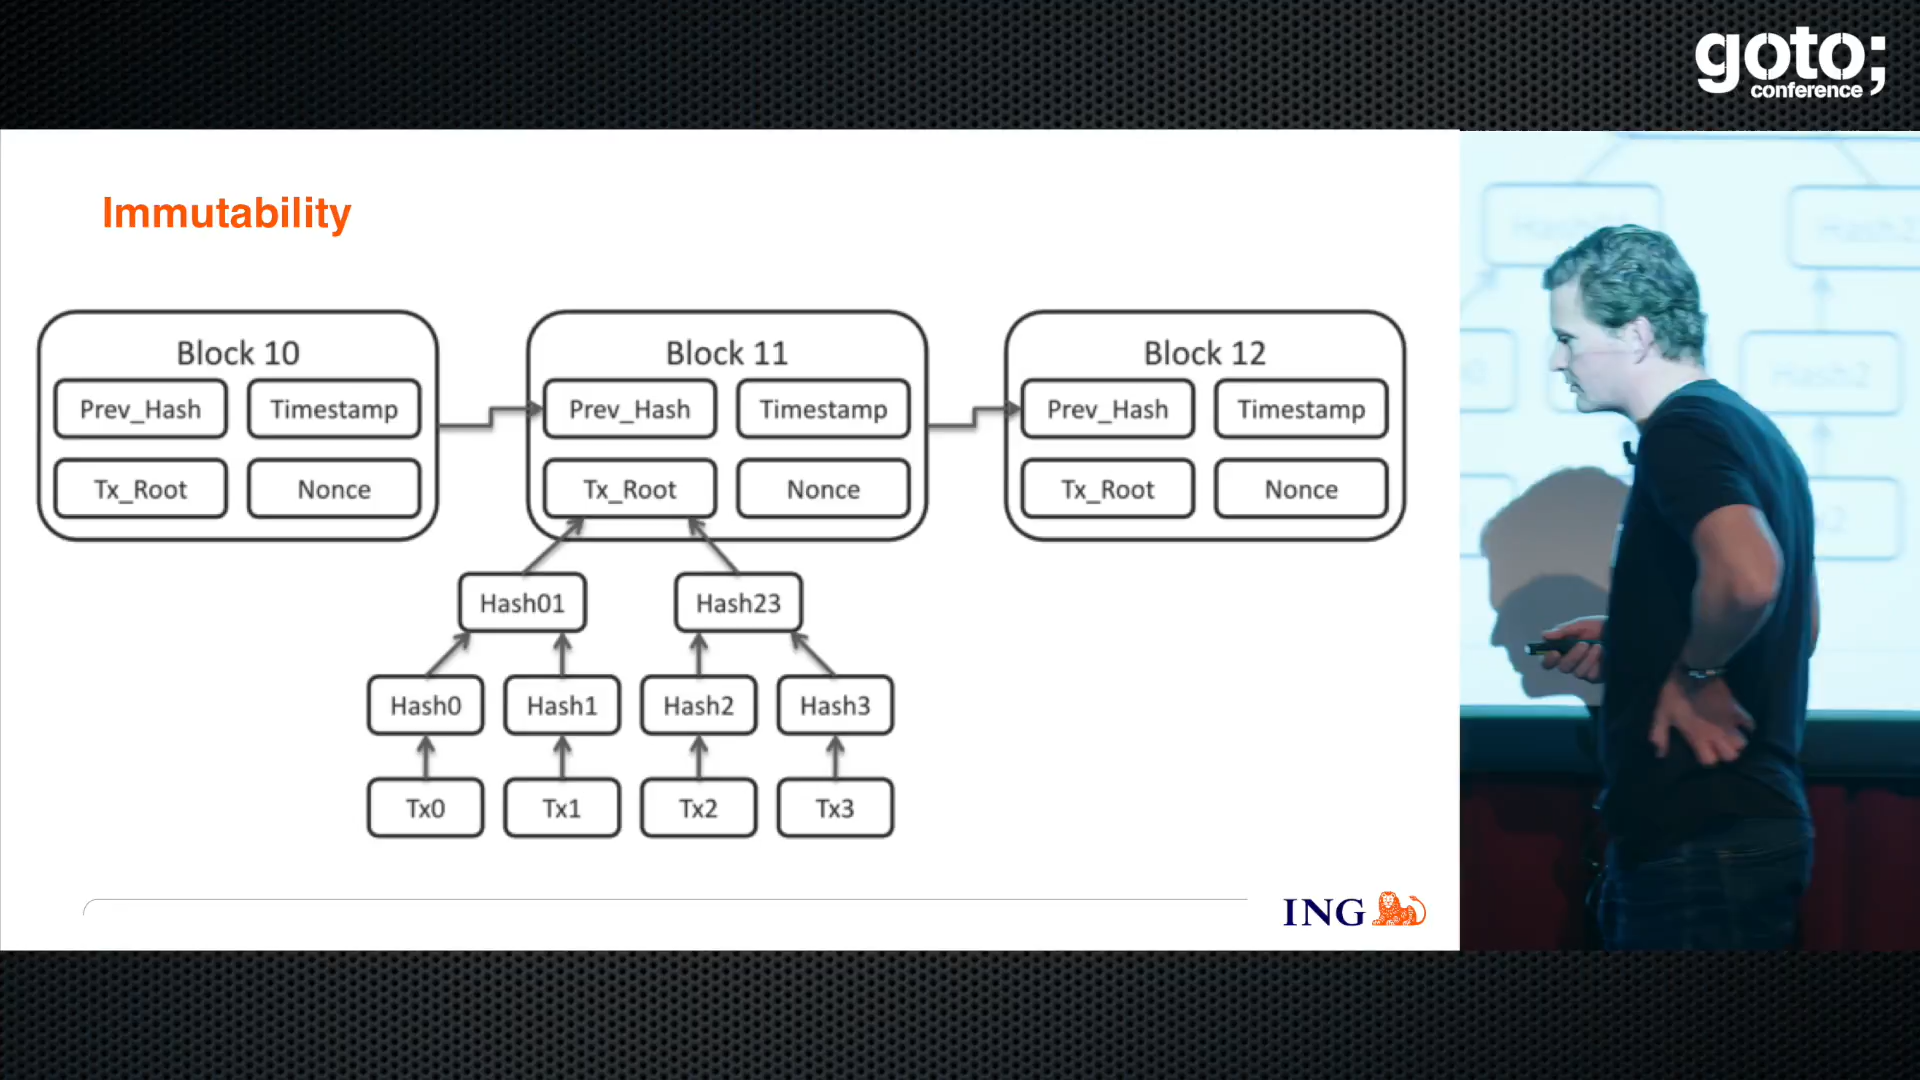 goto;
conference
Immutability
Block 10
Prev_Hash Timestamp
Tx_Root Nonce
Block 11
Prev_Hash Timestamp
Tx_Root Nonce
Block 12
Prev_Hash Timestamp
Tx_Root Nonce
Hash01 Hash23
Hash0 Hash1 Hash2 Hash3
Tx0 Tx1 Tx2 Tx3
ING
Hash2